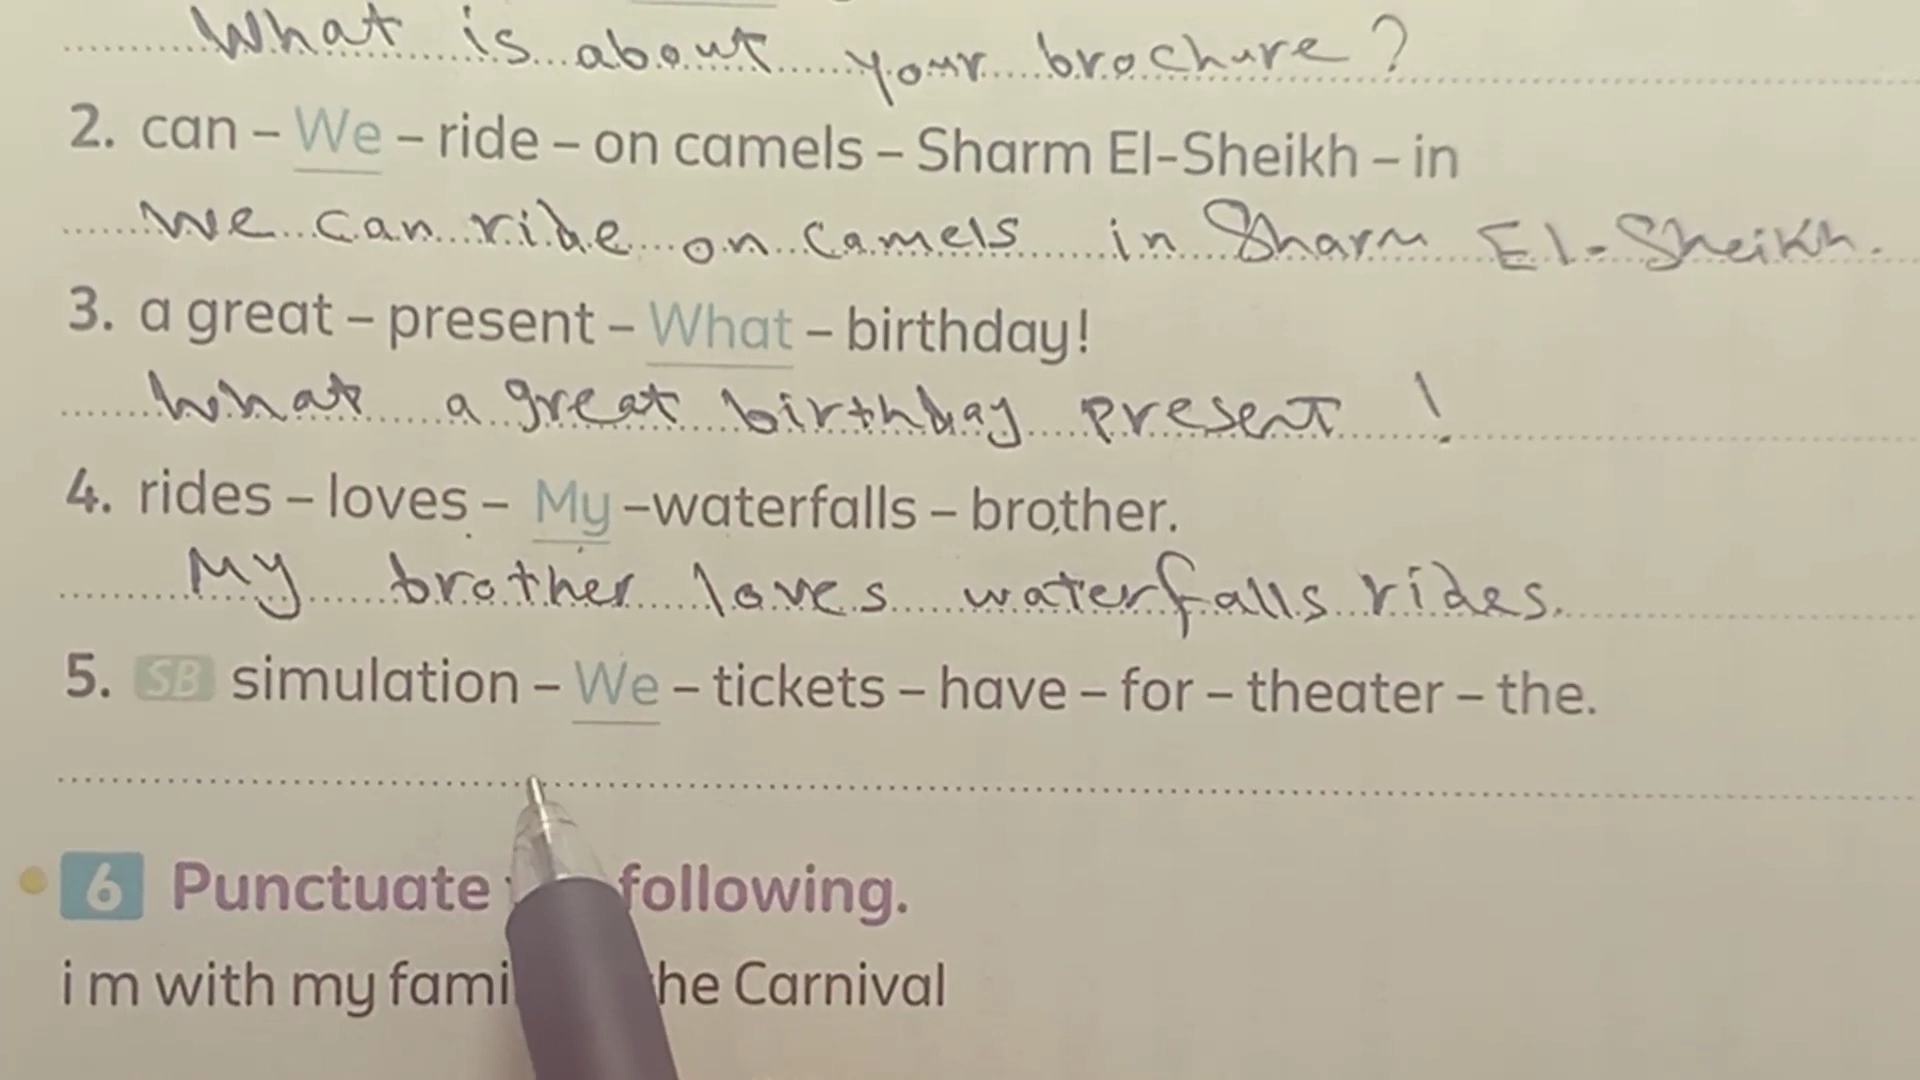 What is about your brochure?
2. can – We – ride – on camels – Sharm El-Sheikh – in
We can ride on camels in Sharm El-Sheikh.
3. a great – present – What – birthday!
What a great birthday present !
4. rides – loves – My –waterfalls – brother.
My brother loves waterfalls rides.
5. SB simulation – We – tickets – have – for – theater – the.
6 Punctuate following.
i m with my fami he Carnival